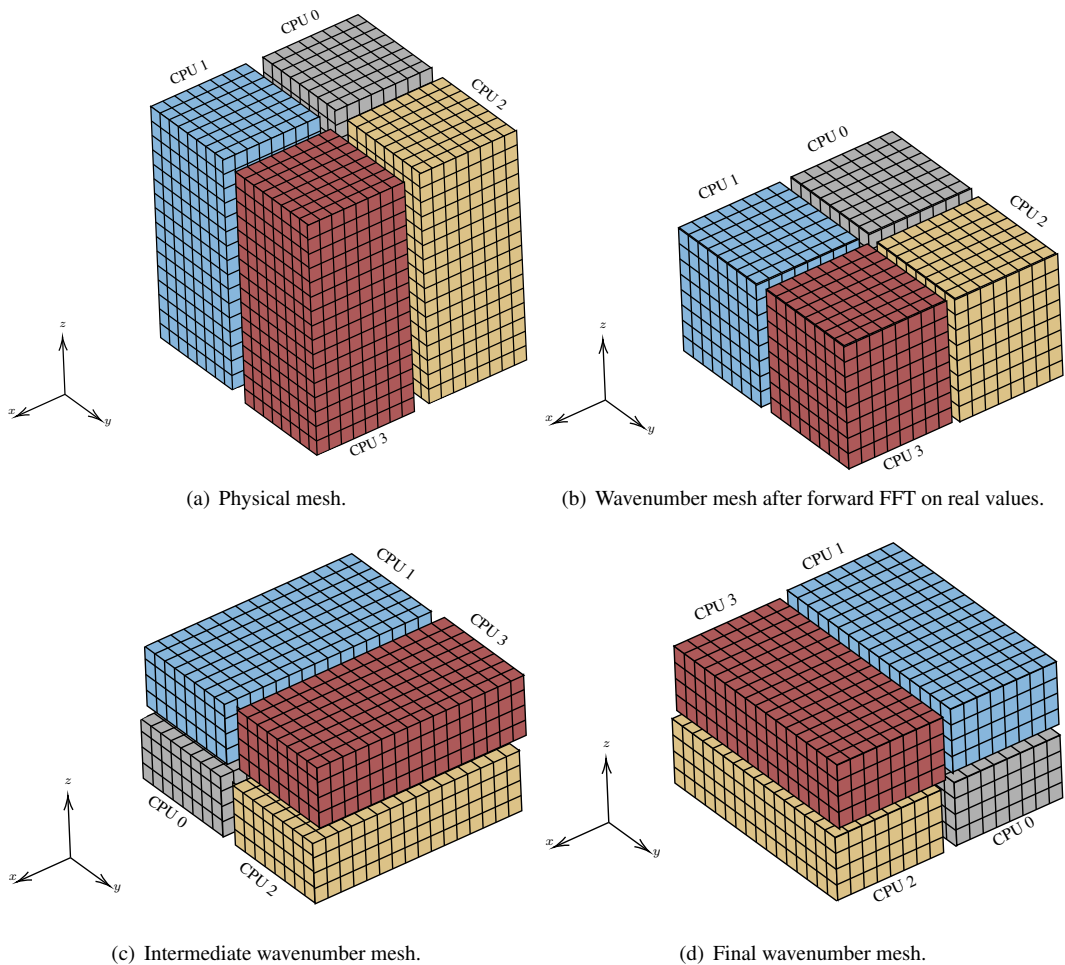 CPU 0
CPU 1
CPU 2
CPU 3
z
x
y
(a) Physical mesh.
CPU 0
CPU 1
CPU 2
CPU 3
z
x
y
(b) Wavenumber mesh after forward FFT on real values.
CPU 1
CPU 3
CPU 0
CPU 2
z
x
y
(c) Intermediate wavenumber mesh.
CPU 1
CPU 3
CPU 0
CPU 2
z
x
y
(d) Final wavenumber mesh.